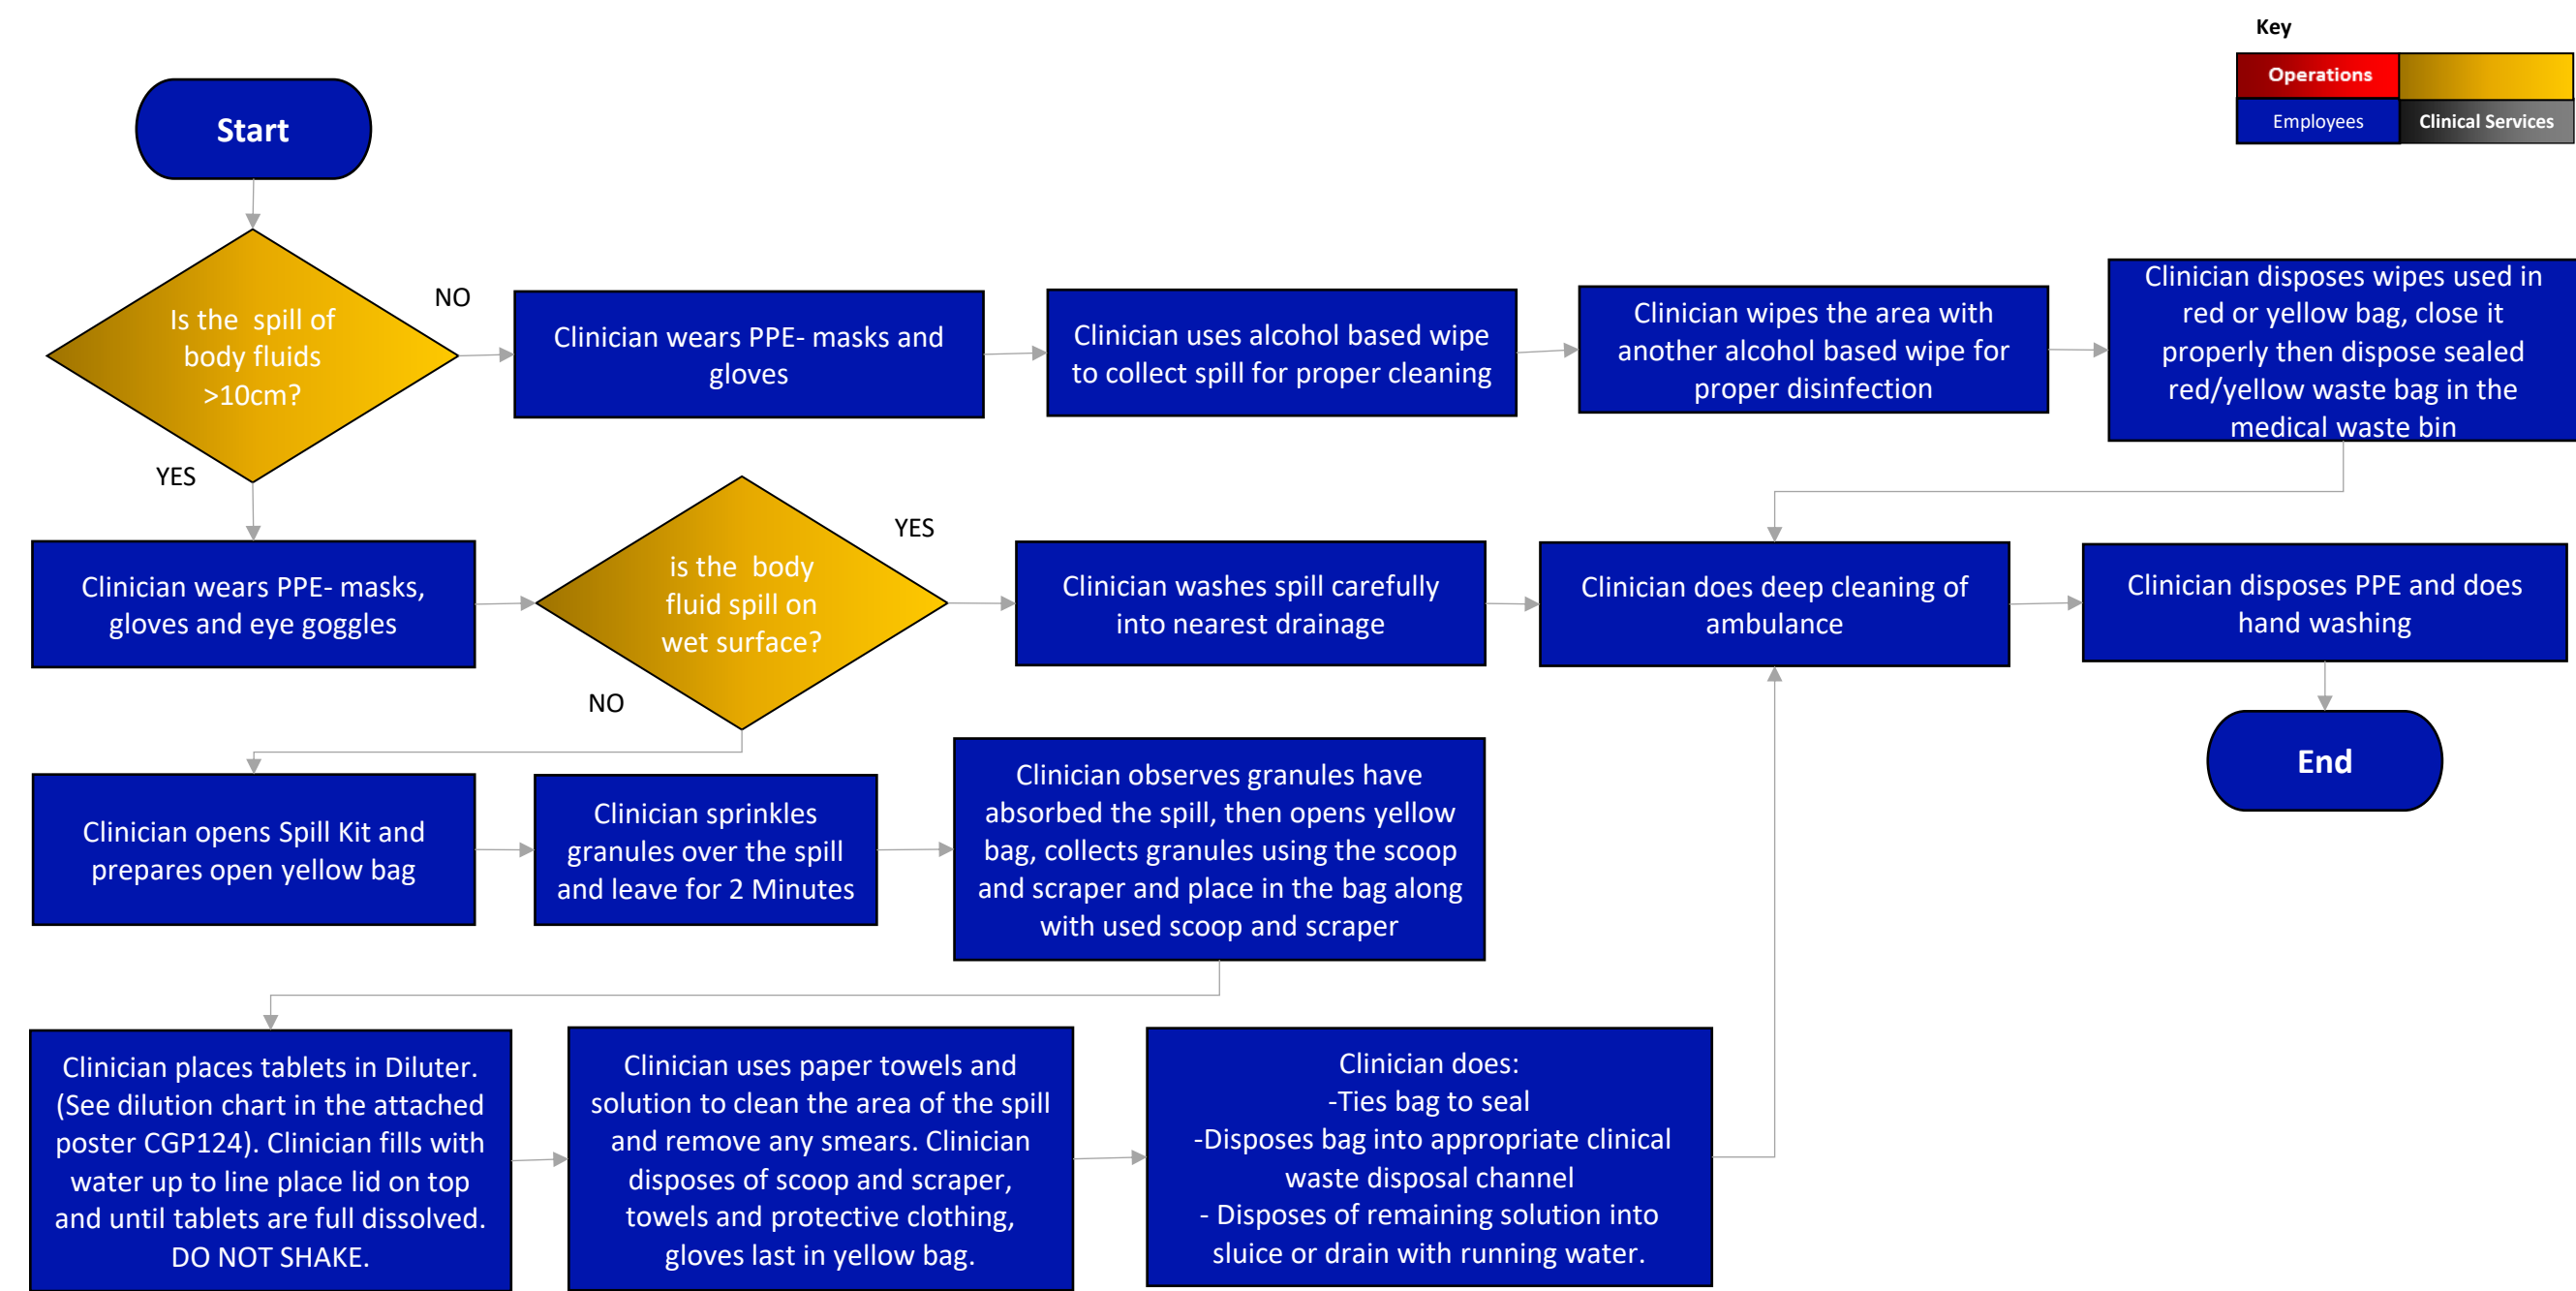 Key
Operations
Employees
Clinical Services
Start
Is the spill of
body fluids
>10cm?
NO
YES
Clinician wears PPE- masks and
gloves
Clinician uses alcohol based wipe
to collect spill for proper cleaning
Clinician wipes the area with
another alcohol based wipe for
proper disinfection
Clinician disposes wipes used in
red or yellow bag, close it
properly then dispose sealed
red/yellow waste bag in the
medical waste bin
Clinician wears PPE- masks,
gloves and eye goggles
is the body
fluid spill on
wet surface?
YES
NO
Clinician washes spill carefully
into nearest drainage
Clinician does deep cleaning of
ambulance
Clinician disposes PPE and does
hand washing
End
Clinician opens Spill Kit and
prepares open yellow bag
Clinician sprinkles
granules over the spill
and leave for 2 Minutes
Clinician observes granules have
absorbed the spill, then opens yellow
bag, collects granules using the scoop
and scraper and place in the bag along
with used scoop and scraper
Clinician places tablets in Diluter.
(See dilution chart in the attached
poster CGP124). Clinician fills with
water up to line place lid on top
and until tablets are full dissolved.
DO NOT SHAKE.
Clinician uses paper towels and
solution to clean the area of the spill
and remove any smears. Clinician
disposes of scoop and scraper,
towels and protective clothing,
gloves last in yellow bag.
Clinician does:
-Ties bag to seal
-Disposes bag into appropriate clinical
waste disposal channel
- Disposes of remaining solution into
sluice or drain with running water.